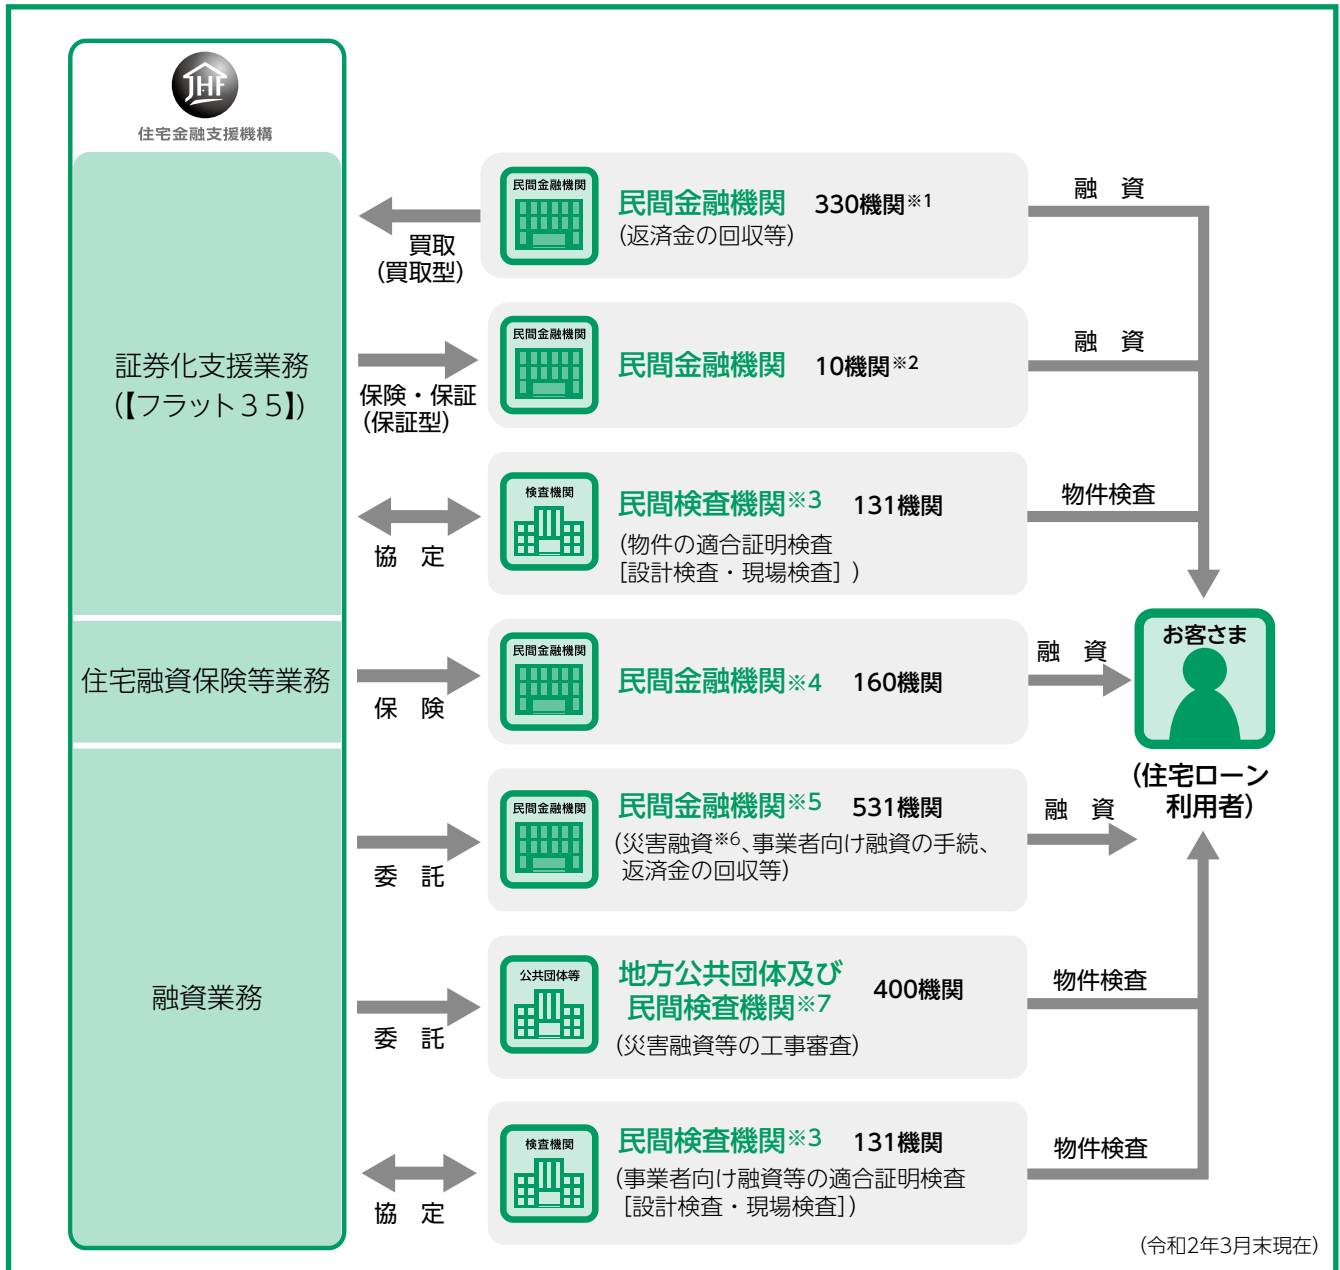 JHF
住宅金融支援機構
証券化支援業務
(【フラット35】)
買取
(買取型)
民間金融機関
民間金融機関 330機関※1
(返済金の回収等)
融 資
保険・保証
(保証型)
民間金融機関
民間金融機関 10機関※2
融 資
協 定
検査機関
民間検査機関※3 131機関
(物件の適合証明検査
[設計検査・現場検査] )
物件検査
住宅融資保険等業務
保 険
民間金融機関
民間金融機関※4 160機関
融 資
お客さま
(住宅ローン
利用者)
融資業務
委 託
民間金融機関
民間金融機関※5 531機関
(災害融資※6、事業者向け融資の手続、
返済金の回収等)
融 資
委 託
公共団体等
地方公共団体及び
民間検査機関※7 400機関
(災害融資等の工事審査)
物件検査
協 定
検査機関
民間検査機関※3 131機関
(事業者向け融資等の適合証明検査
[設計検査・現場検査])
物件検査
(令和2年3月末現在)